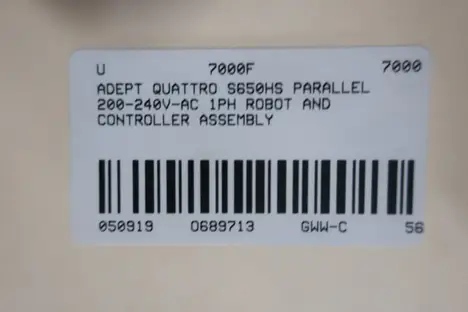 U 7000F 7000
ADEPT QUATTRO S650HS PARALLEL
200-240V-AC 1PH ROBOT AND
CONTROLLER ASSEMBLY
050919 0689713 GWW-C 56